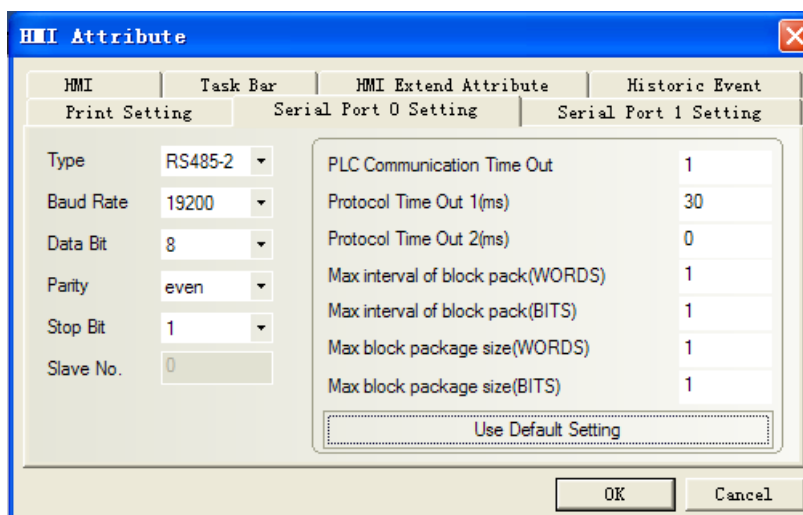 HMI Attribute
HMI Task Bar HMI Extend Attribute Historic Event
Print Setting Serial Port 0 Setting Serial Port 1 Setting
Type RS485-2
Baud Rate 19200
Data Bit 8
Parity even
Stop Bit 1
Slave No. 0
PLC Communication Time Out 1
Protocol Time Out 1(ms) 30
Protocol Time Out 2(ms) 0
Max interval of block pack(WORDS) 1
Max interval of block pack(BITS) 1
Max block package size(WORDS) 1
Max block package size(BITS) 1
Use Default Setting
OK Cancel